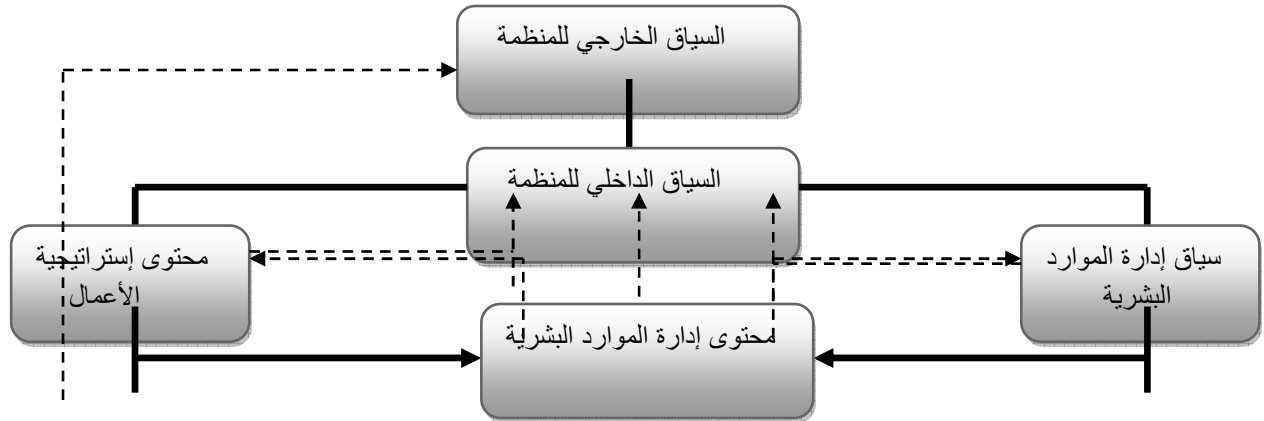 السياق الخارجي للمنظمة
السياق الداخلي للمنظمة
سياق إدارة الموارد
البشرية
محتوى إستراتيجية
الأعمال
محتوى إدارة الموارد البشرية